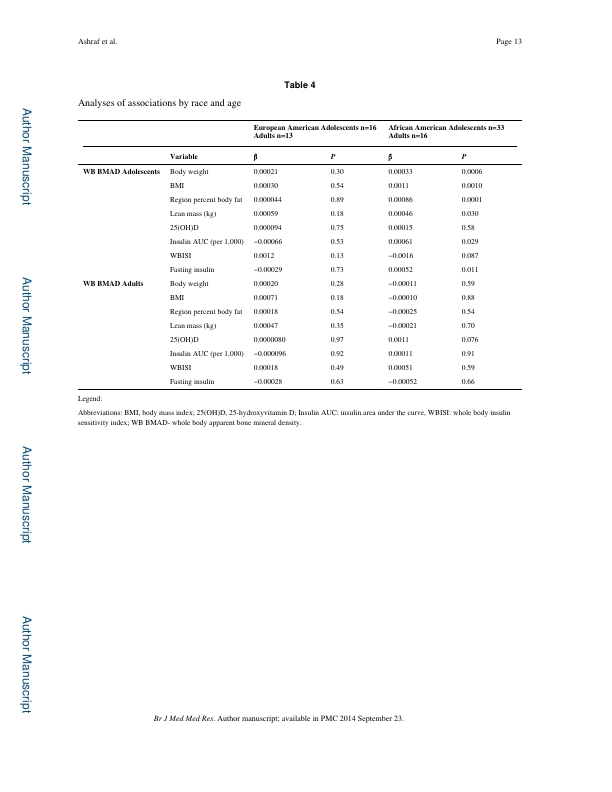 Ashraf et al.
Page 13
Table 4
Analyses of associations by race and age
European American Adolescents n=16 Adults n=13
African American Adolescents n=33 Adults n=16
Variable β P β P
WB BMAD Adolescents Body weight 0.00021 0.30 0.00033 0.0006
BMI 0.00030 0.54 0.0011 0.0010
Region percent body fat 0.000044 0.89 0.00086 0.0001
Lean mass (kg) 0.00059 0.18 0.00046 0.030
25(OH)D 0.000094 0.75 0.00015 0.58
Insulin AUC (per 1,000) −0.00066 0.53 0.00061 0.029
WBISI 0.0012 0.13 −0.0016 0.087
Fasting insulin −0.00029 0.73 0.00052 0.011
WB BMAD Adults Body weight 0.00020 0.28 −0.00011 0.59
BMI 0.00071 0.18 −0.00010 0.88
Region percent body fat 0.00018 0.54 −0.00025 0.54
Lean mass (kg) 0.00047 0.35 −0.00021 0.70
25(OH)D 0.0000080 0.97 0.0011 0.076
Insulin AUC (per 1,000) −0.000096 0.92 0.00011 0.91
WBISI 0.00018 0.49 0.00051 0.59
Fasting insulin −0.00028 0.63 −0.00052 0.66
Legend:
Abbreviations: BMI, body mass index; 25(OH)D, 25-hydroxyvitamin D; Insulin AUC: insulin area under the curve, WBISI: whole body insulin
sensitivity index; WB BMAD- whole body apparent bone mineral density.
Br J Med Med Res. Author manuscript; available in PMC 2014 September 23.
Author Manuscript
Author Manuscript
Author Manuscript
Author Manuscript